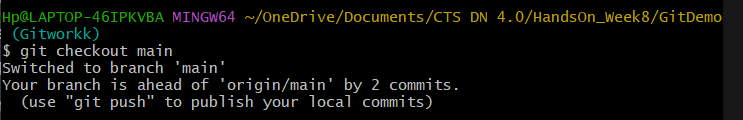 Hp@LAPTOP-46IPKVBA MINGW64 ~/OneDrive/Documents/CTS DN 4.0/HandsOn_Week8/GitDemo
(Gitworkk)
$ git checkout main
Switched to branch 'main'
Your branch is ahead of 'origin/main' by 2 commits.
(use "git push" to publish your local commits)